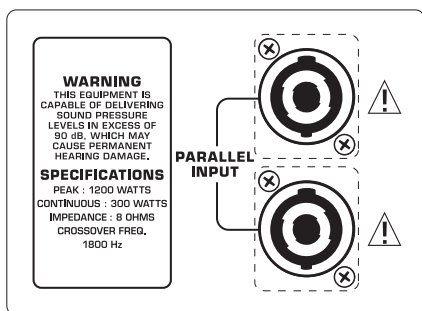 WARNING
THIS EQUIPMENT IS
CAPABLE OF DELIVERING
SOUND PRESSURE
LEVELS IN EXCESS OF
90 dB, WHICH MAY
CAUSE PERMANENT
HEARING DAMAGE.
SPECIFICATIONS
PEAK : 1200 WATTS
CONTINUOUS : 300 WATTS
IMPEDANCE : 8 OHMS
CROSSOVER FREQ.
1800 Hz
PARALLEL
INPUT